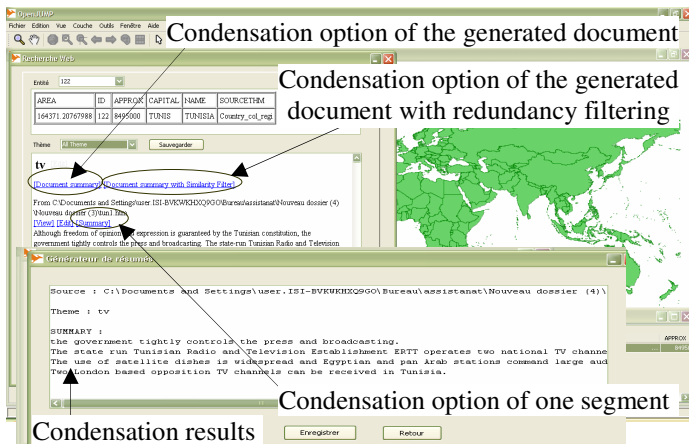 OpenJUMP
Fichier Edition Vue Couche Outils Fenêtre Aide
Condensation option of the generated document
Recherche Web
Condensation option of the generated
document with redundancy filtering
Entité 122
AREA ID APPROX CAPITAL NAME SOURCETHM
164371.20767988 122 8495000 TUNIS TUNISIA Country_col_regi
Thème All Theme Sauvegarder
tv
[Document summary] [Document summary with Similarity Filter]
From C:\Documents and Settings\user.ISI-BVKWKHXQ9GO\Bureau\assistanat\Nouveau dossier (4)
\Nouveau dossier (3)\tun1.htm
[View] [Edit] [Summary]
Although freedom of opinion and expression is guaranteed by the Tunisian constitution, the
government tightly controls the press and broadcasting. The state-run Tunisian Radio and Television
Générateur de résumés
Source : C:\Documents and Settings\user.ISI-BVKWKHXQ9GO\Bureau\assistanat\Nouveau dossier (4)\
Theme : tv
SUMMARY :
the government tightly controls the press and broadcasting.
The state run Tunisian Radio and Television Establishment ERTT operates two national TV channe
The use of satellite dishes is widespread and Egyptian and pan Arab stations command large aud
Two London based opposition TV channels can be received in Tunisia.
APPROX
84950
Condensation option of one segment
Condensation results
Enregistrer Retour